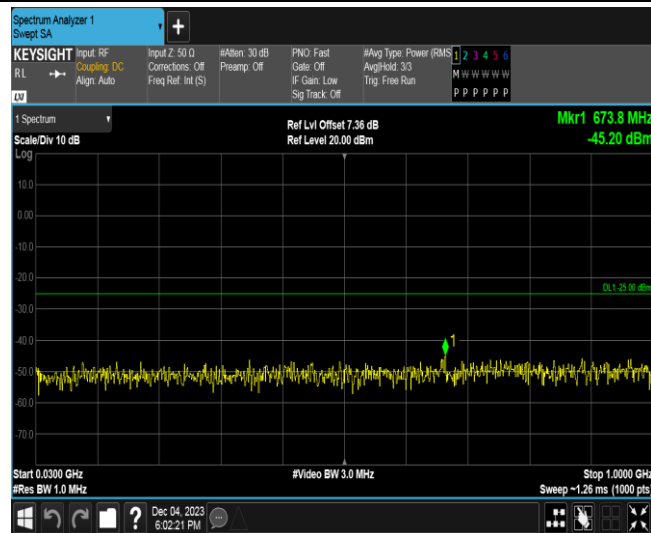 Spectrum Analyzer 1
Swept SA
+
KEYSIGHT
RL
LXI
Input: RF
Coupling: DC
Align: Auto
Input Z: 50 Ω
Corrections: Off
Freq Ref: Int (S)
#Atten: 30 dB
Preamp: Off
PNO: Fast
Gate: Off
IF Gain: Low
Sig Track: Off
#Avg Type: Power (RMS
Avg|Hold: 3/3
Trig: Free Run
1 2 3 4 5 6
M W W W W W
P P P P P P
1 Spectrum
Scale/Div 10 dB
Log
Ref Lvl Offset 7.36 dB
Ref Level 20.00 dBm
Mkr1 673.8 MHz
-45.20 dBm
10.0
0.00
-10.0
-20.0
DL1 -25.00 dBm
-30.0
-40.0
1
-50.0
-60.0
-70.0
Start 0.0300 GHz
#Res BW 1.0 MHz
#Video BW 3.0 MHz
Stop 1.0000 GHz
Sweep ~1.26 ms (1000 pts)
?
Dec 04, 2023
6:02:21 PM